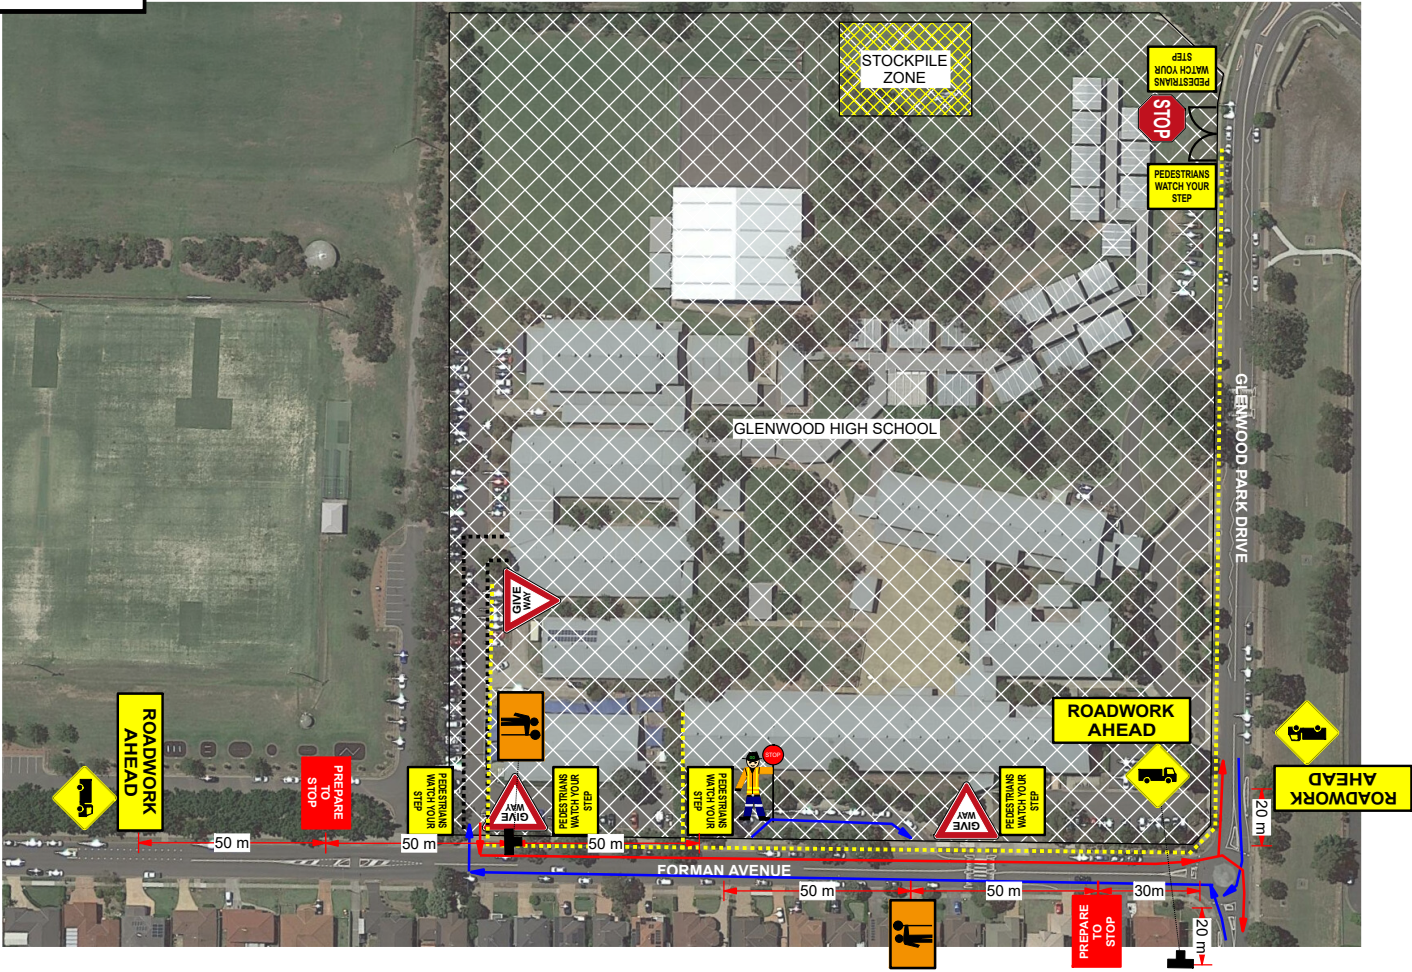 STOCKPILE
ZONE
PEDESTRIANS
WATCH YOUR
STEP
STOP
PEDESTRIANS
WATCH YOUR
STEP
GLENWOOD HIGH SCHOOL
GLENWOOD PARK DRIVE
GIVE
WAY
ROADWORK
AHEAD
PREPARE
TO
STOP
PEDESTRIANS
WATCH YOUR
STEP
GIVE
WAY
PEDESTRIANS
WATCH YOUR
STEP
PEDESTRIANS
WATCH YOUR
STEP
STOP
GIVE
WAY
PEDESTRIANS
WATCH YOUR
STEP
ROADWORK
AHEAD
ROADWORK
AHEAD
20 m
50 m
50 m
50 m
FORMAN AVENUE
50 m
50 m
30m
PREPARE
TO
STOP
20 m